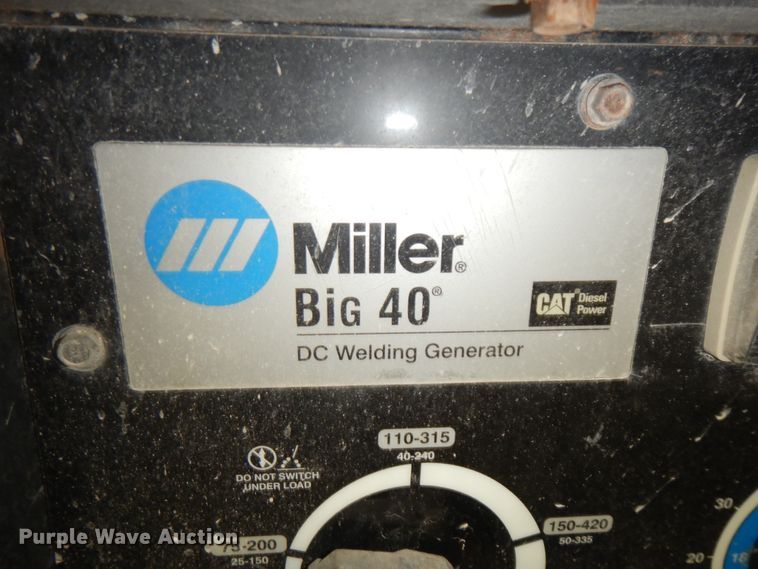 Miller®
Big 40®
CAT® Diesel Power
DC Welding Generator
110-315
40-240
DO NOT SWITCH
UNDER LOAD
150-420
50-335
75-200
25-150
30
20
18
Purple Wave Auction